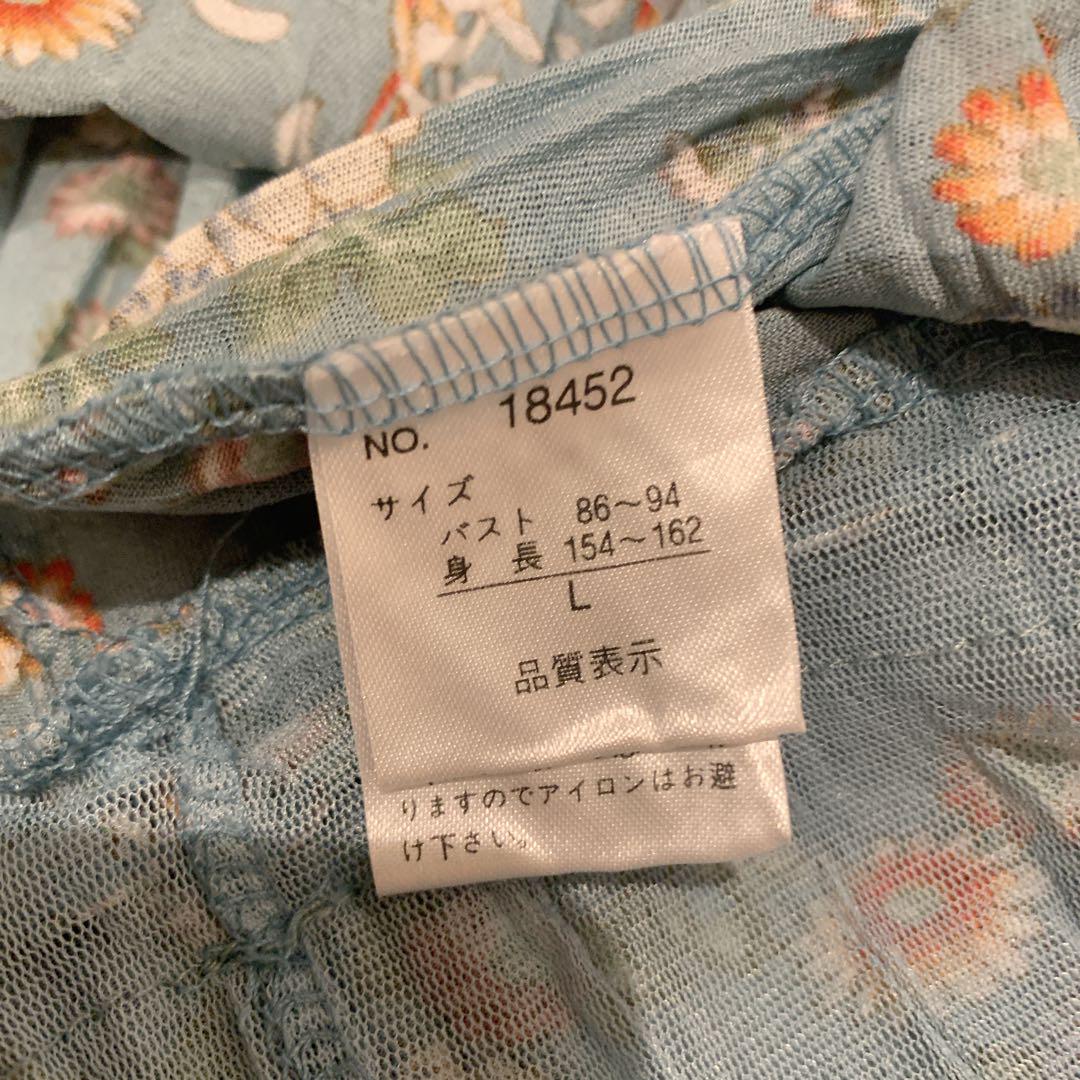 NO. 18452
サイズ
バスト 86～94
身長 154～162
L
品質表示
りますのでアイロンはお避
け下さい。